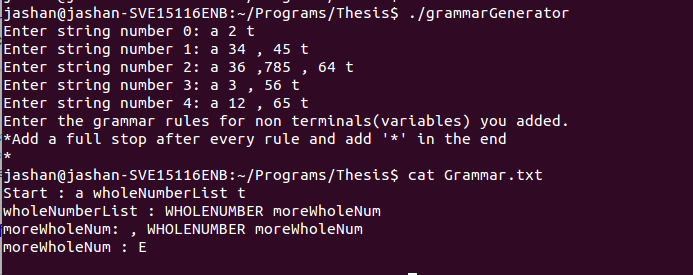 jashan@jashan-SVE15116ENB:~/Programs/Thesis$ ./grammarGenerator
Enter string number 0: a 2 t
Enter string number 1: a 34 , 45 t
Enter string number 2: a 36 ,785 , 64 t
Enter string number 3: a 3 , 56 t
Enter string number 4: a 12 , 65 t
Enter the grammar rules for non terminals(variables) you added.
*Add a full stop after every rule and add '*' in the end
*
jashan@jashan-SVE15116ENB:~/Programs/Thesis$ cat Grammar.txt
Start : a wholeNumberList t
wholeNumberList : WHOLENUMBER moreWholeNum
moreWholeNum: , WHOLENUMBER moreWholeNum
moreWholeNum : E